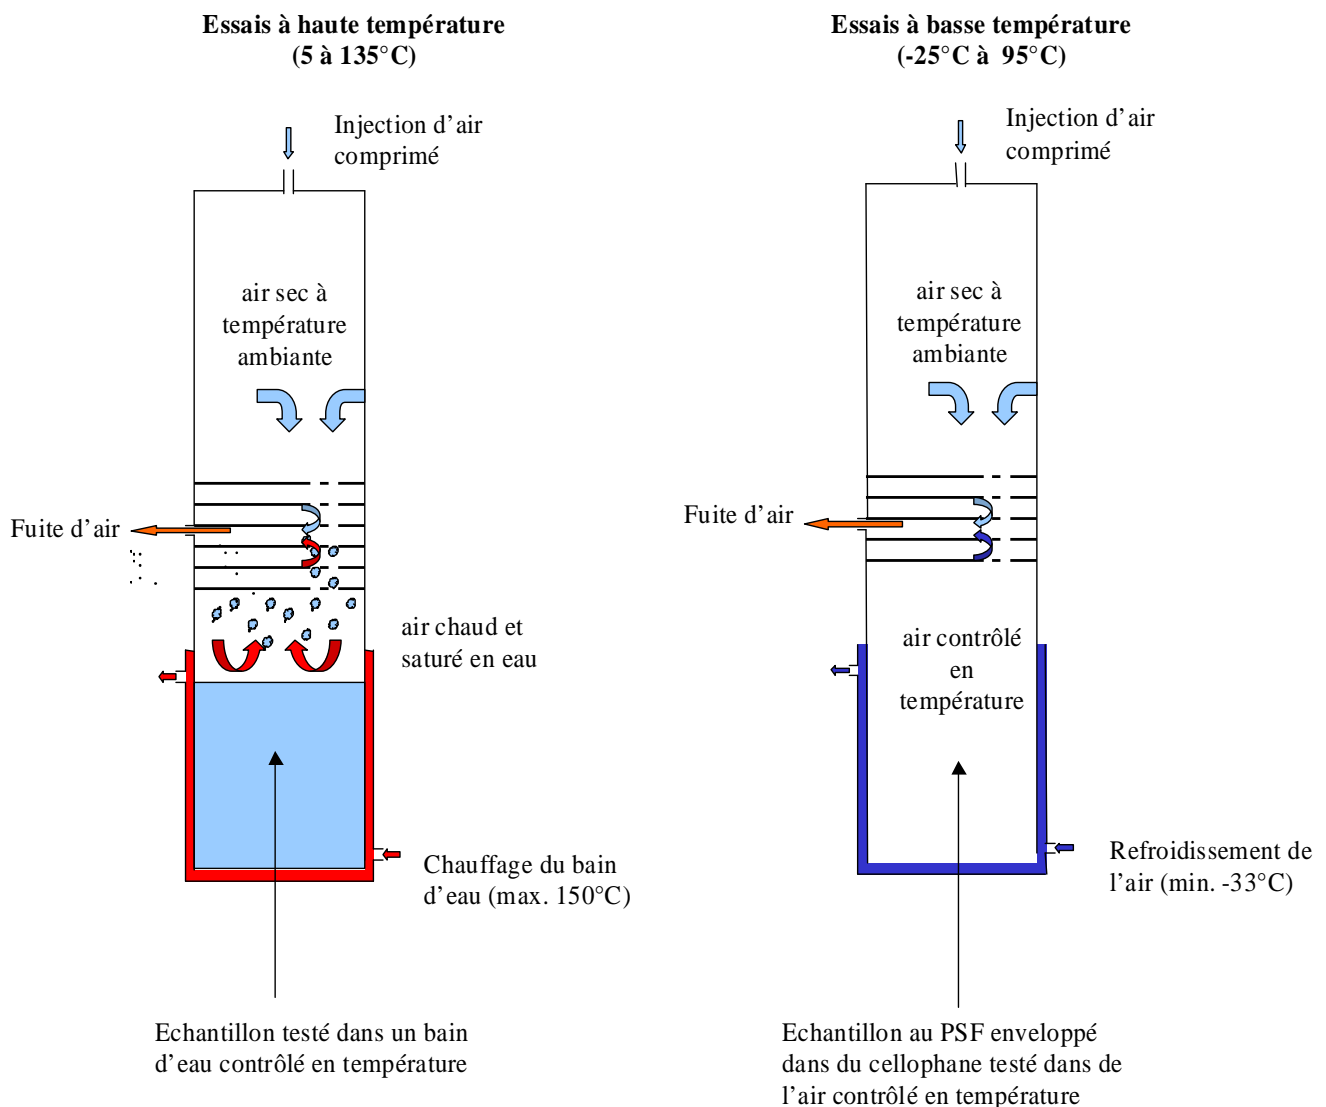 Essais à haute température
(5 à 135°C)
Injection d'air
comprimé
air sec à
température
ambiante
Fuite d'air
air chaud et
saturé en eau
Chauffage du bain
d'eau (max. 150°C)
Echantillon testé dans un bain
d'eau contrôlé en température
Essais à basse température
(-25°C à 95°C)
Injection d'air
comprimé
air sec à
température
ambiante
Fuite d'air
air contrôlé
en
température
Refroidissement de
l'air (min. -33°C)
Echantillon au PSF enveloppé
dans du cellophane testé dans de
l'air contrôlé en température